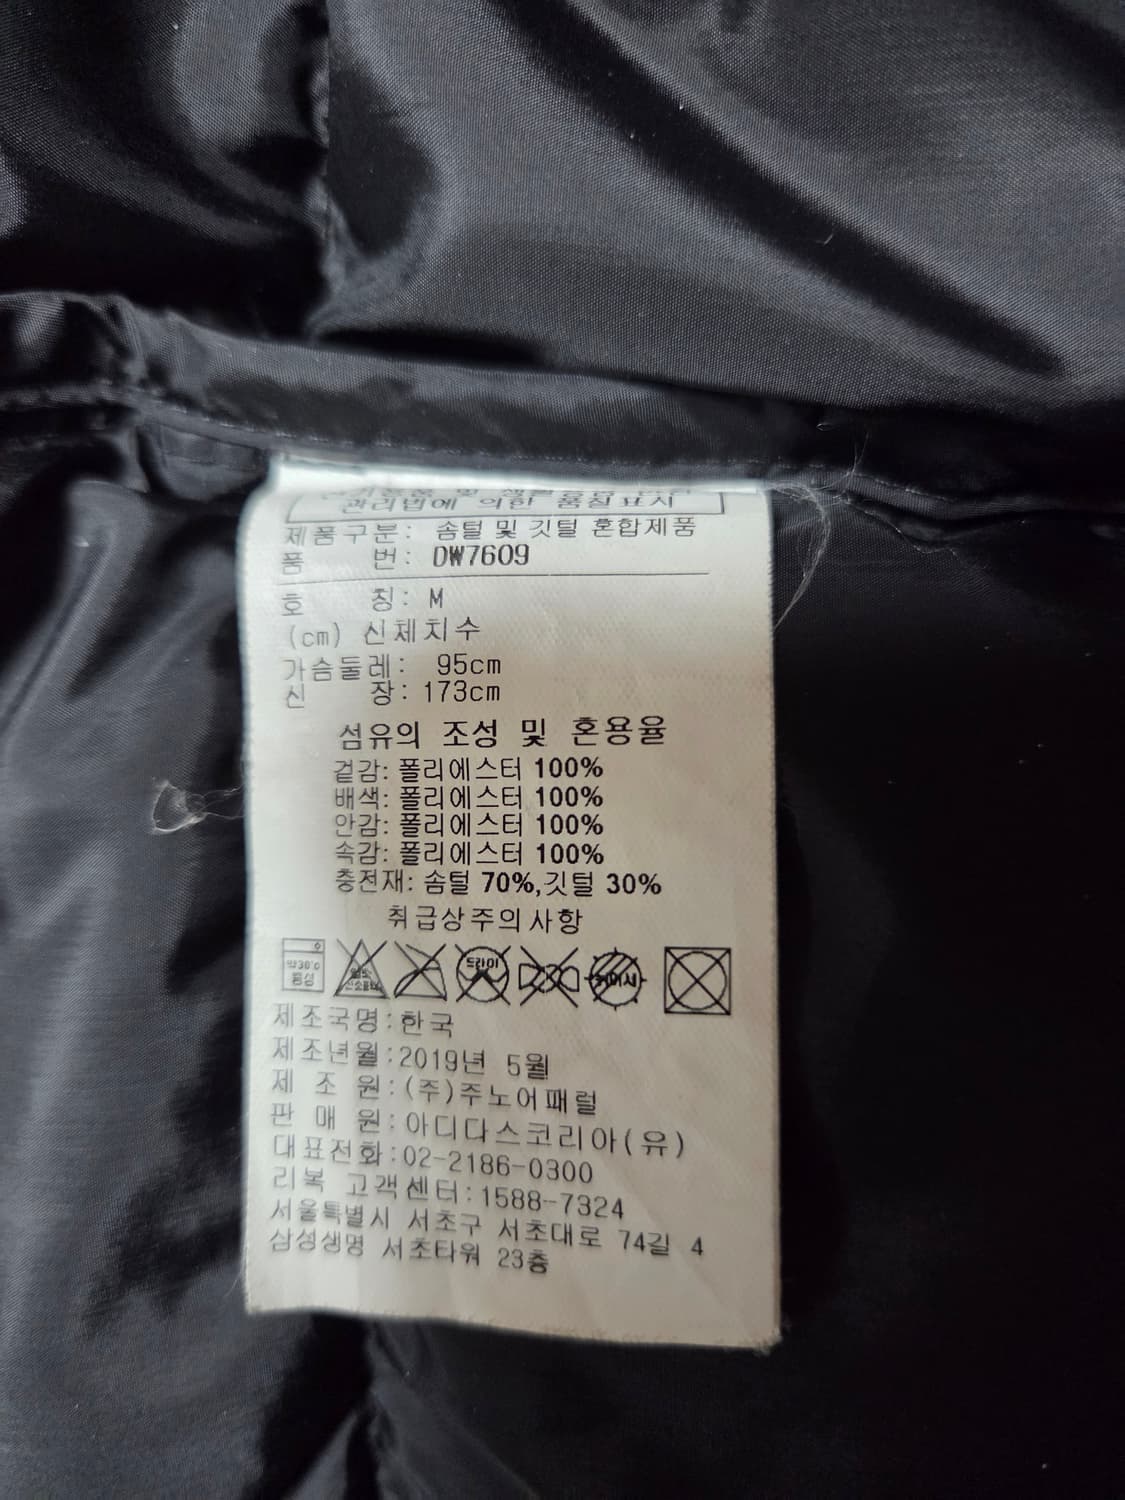 관리법에 의한 품질표시
제품구분: 솜털 및 깃털 혼합제품
품 번: DW7609
호 칭: M
(cm) 신체치수
가슴둘레: 95cm
신 장: 173cm
섬유의 조성 및 혼용율
겉감: 폴리에스터 100%
배색: 폴리에스터 100%
안감: 폴리에스터 100%
속감: 폴리에스터 100%
충전재: 솜털 70%,깃털 30%
취급상주의사항
약30℃ 드라이
중성
제조국명:한국
제조년월:2019년 5월
제 조 원:(주)주노어패럴
판 매 원:아디다스코리아(유)
대표전화:02-2186-0300
리복 고객센터:1588-7324
서울특별시 서초구 서초대로 74길 4
삼성생명 서초타워 23층